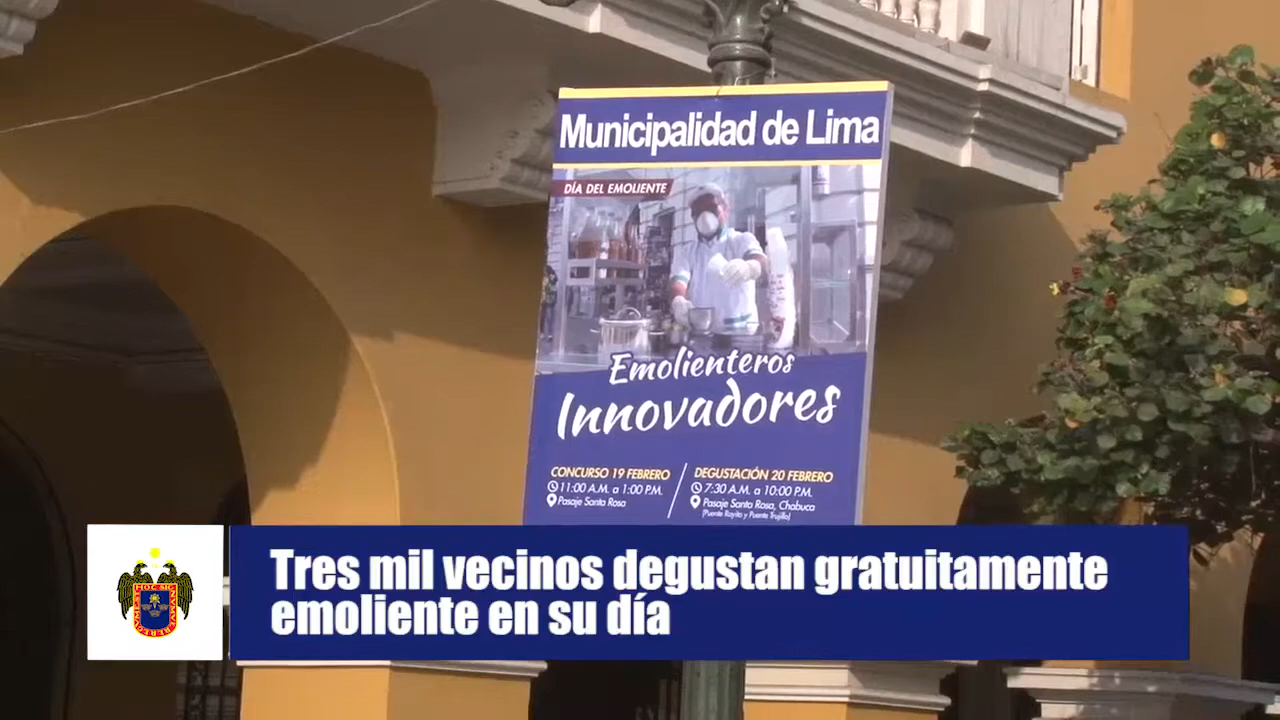 Municipalidad de Lima
DÍA DEL EMOLIENTE
Emolienteros
Innovadores
CONCURSO 19 FEBRERO
11:00 A.M. a 1:00 P.M.
Pasaje Santa Rosa
DEGUSTACIÓN 20 FEBRERO
7:30 A.M. a 10:00 P.M.
Pasaje Santa Rosa, Chabuca
(Puente Rayito y Puente Trujillo)
Tres mil vecinos degustan gratuitamente
emoliente en su día